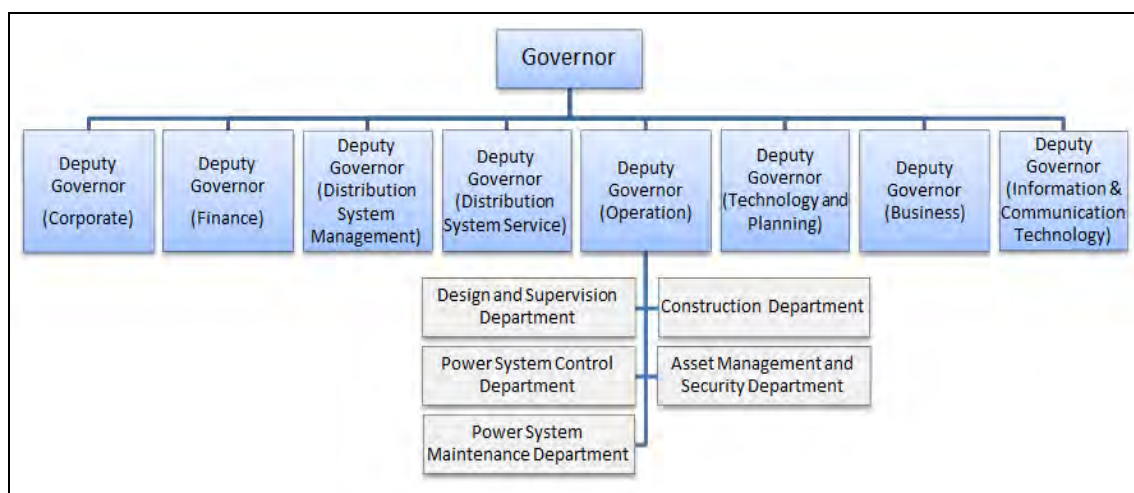 Governor
Deputy
Governor
(Corporate)
Deputy
Governor
(Finance)
Deputy
Governor
(Distribution
System
Management)
Deputy
Governor
(Distribution
System Service)
Deputy
Governor
(Operation)
Deputy
Governor
(Technology and
Planning)
Deputy
Governor
(Business)
Deputy
Governor
(Information &
Communication
Technology)
Design and Supervision
Department
Construction Department
Power System Control
Department
Asset Management and
Security Department
Power System
Maintenance Department